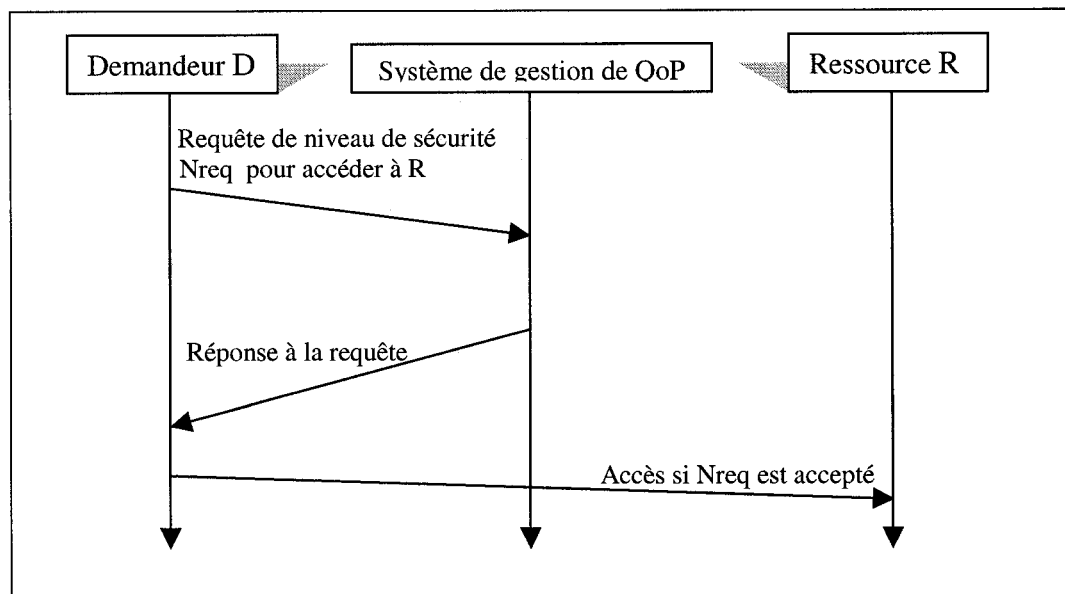 Demandeur D
Système de gestion de QoP
Ressource R
Requête de niveau de sécurité
Nreq pour accéder à R
Réponse à la requête
Accès si Nreq est accepté